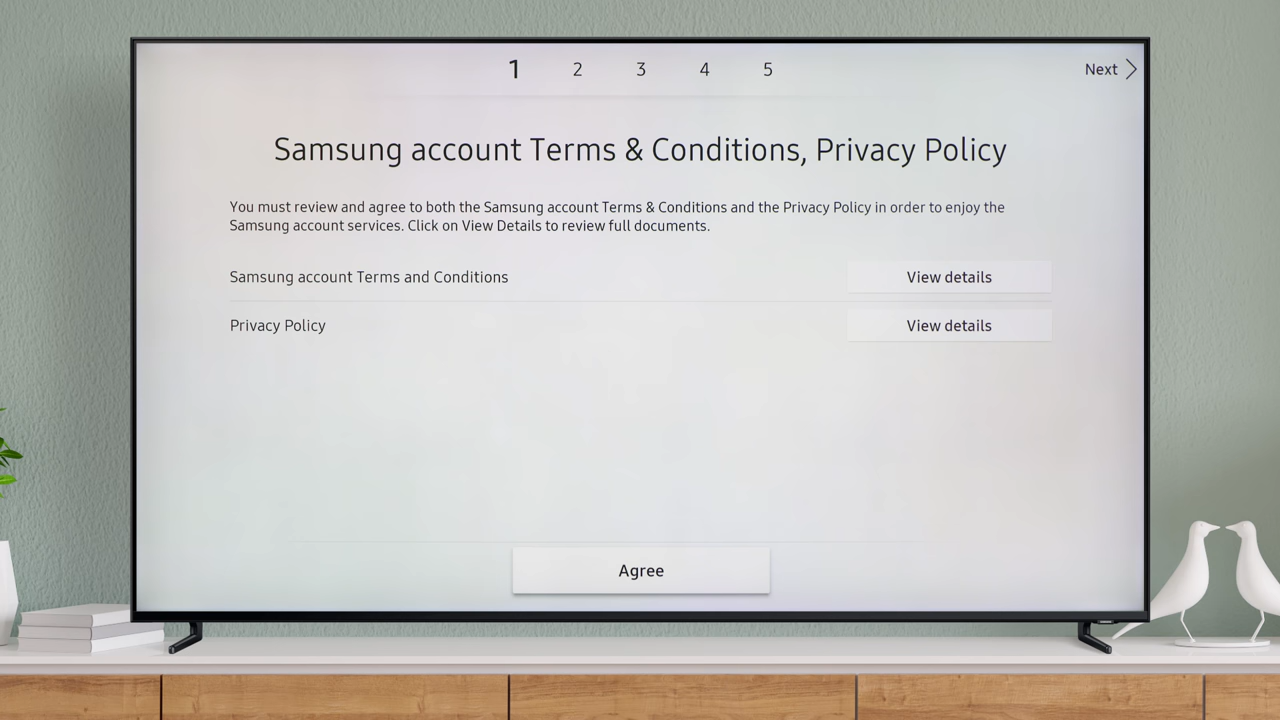 1 2 3 4 5
Next
Samsung account Terms & Conditions, Privacy Policy
You must review and agree to both the Samsung account Terms & Conditions and the Privacy Policy in order to enjoy the
Samsung account services. Click on View Details to review full documents.
Samsung account Terms and Conditions View details
Privacy Policy View details
Agree